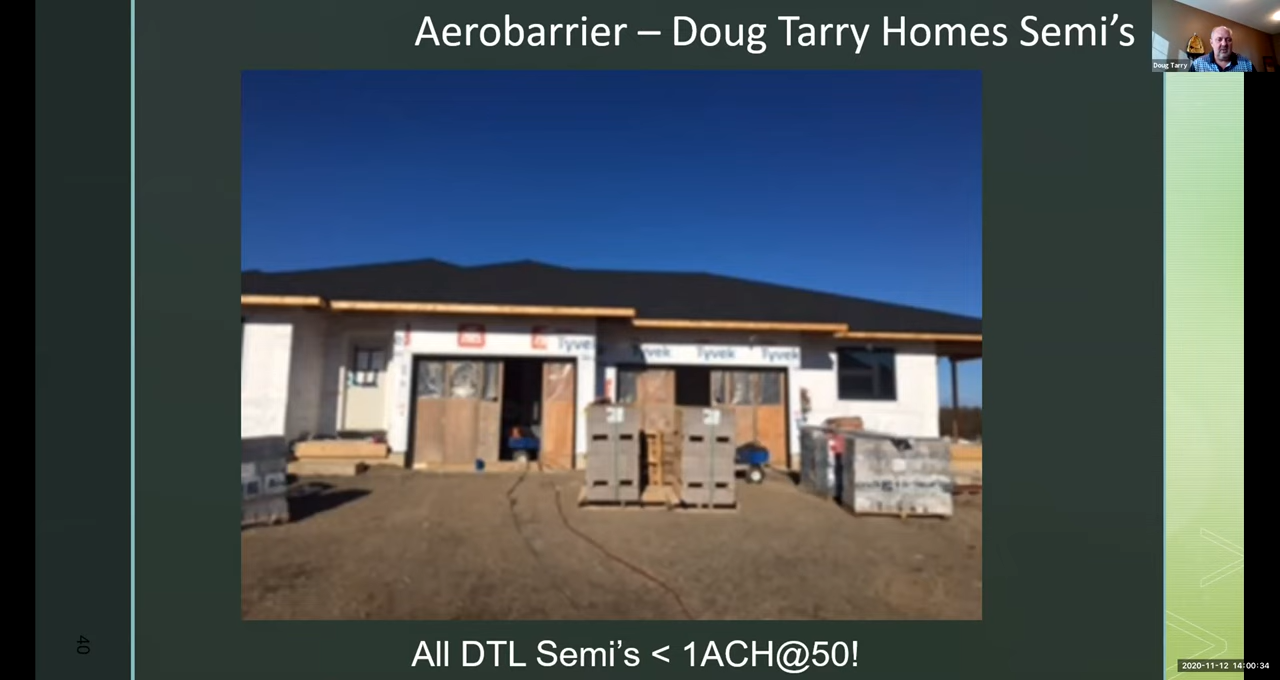 Aerobarrier – Doug Tarry Homes Semi's
Doug Tarry
Tyvek
Tyvek Tyvek Tyvek
All DTL Semi's < 1ACH@50!
40
2020-11-12 14:00:34